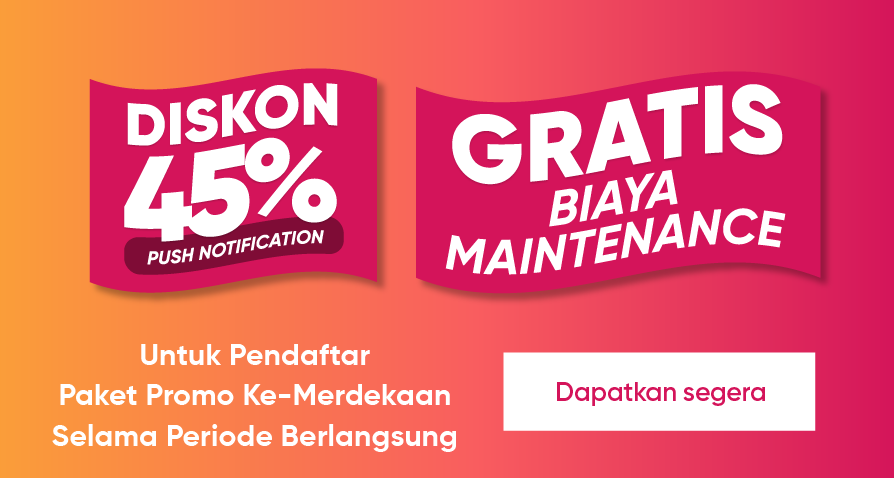 DISKON
45%
PUSH NOTIFICATION
GRATIS
BIAYA
MAINTENANCE
Untuk Pendaftar
Paket Promo Ke-Merdekaan
Selama Periode Berlangsung
Dapatkan segera